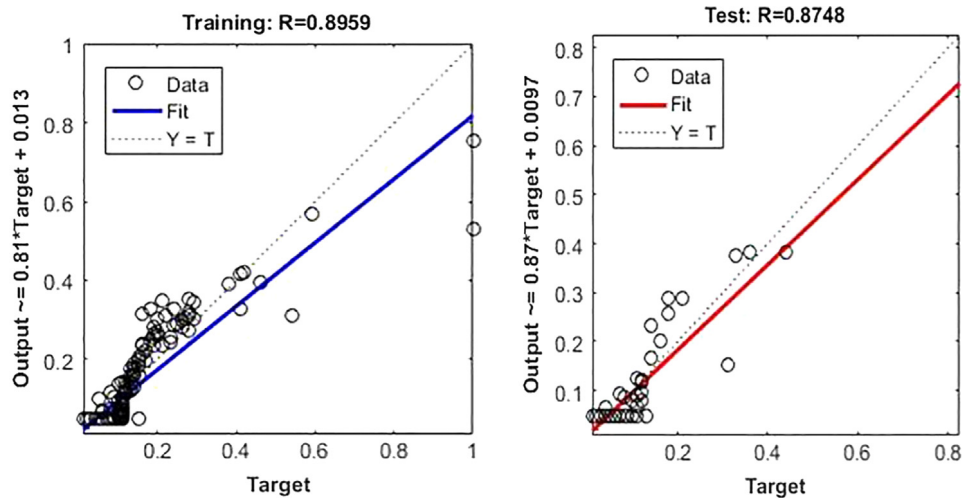 Training: R=0.8959
Output ~= 0.81*Target + 0.013
1
0.8
0.6
0.4
0.2
Data
Fit
Y = T
0.2
0.4
0.6
0.8
1
Target
Test: R=0.8748
Output ~= 0.87*Target + 0.0097
0.8
0.7
0.6
0.5
0.4
0.3
0.2
0.1
Data
Fit
Y = T
0.2
0.4
0.6
0.8
Target